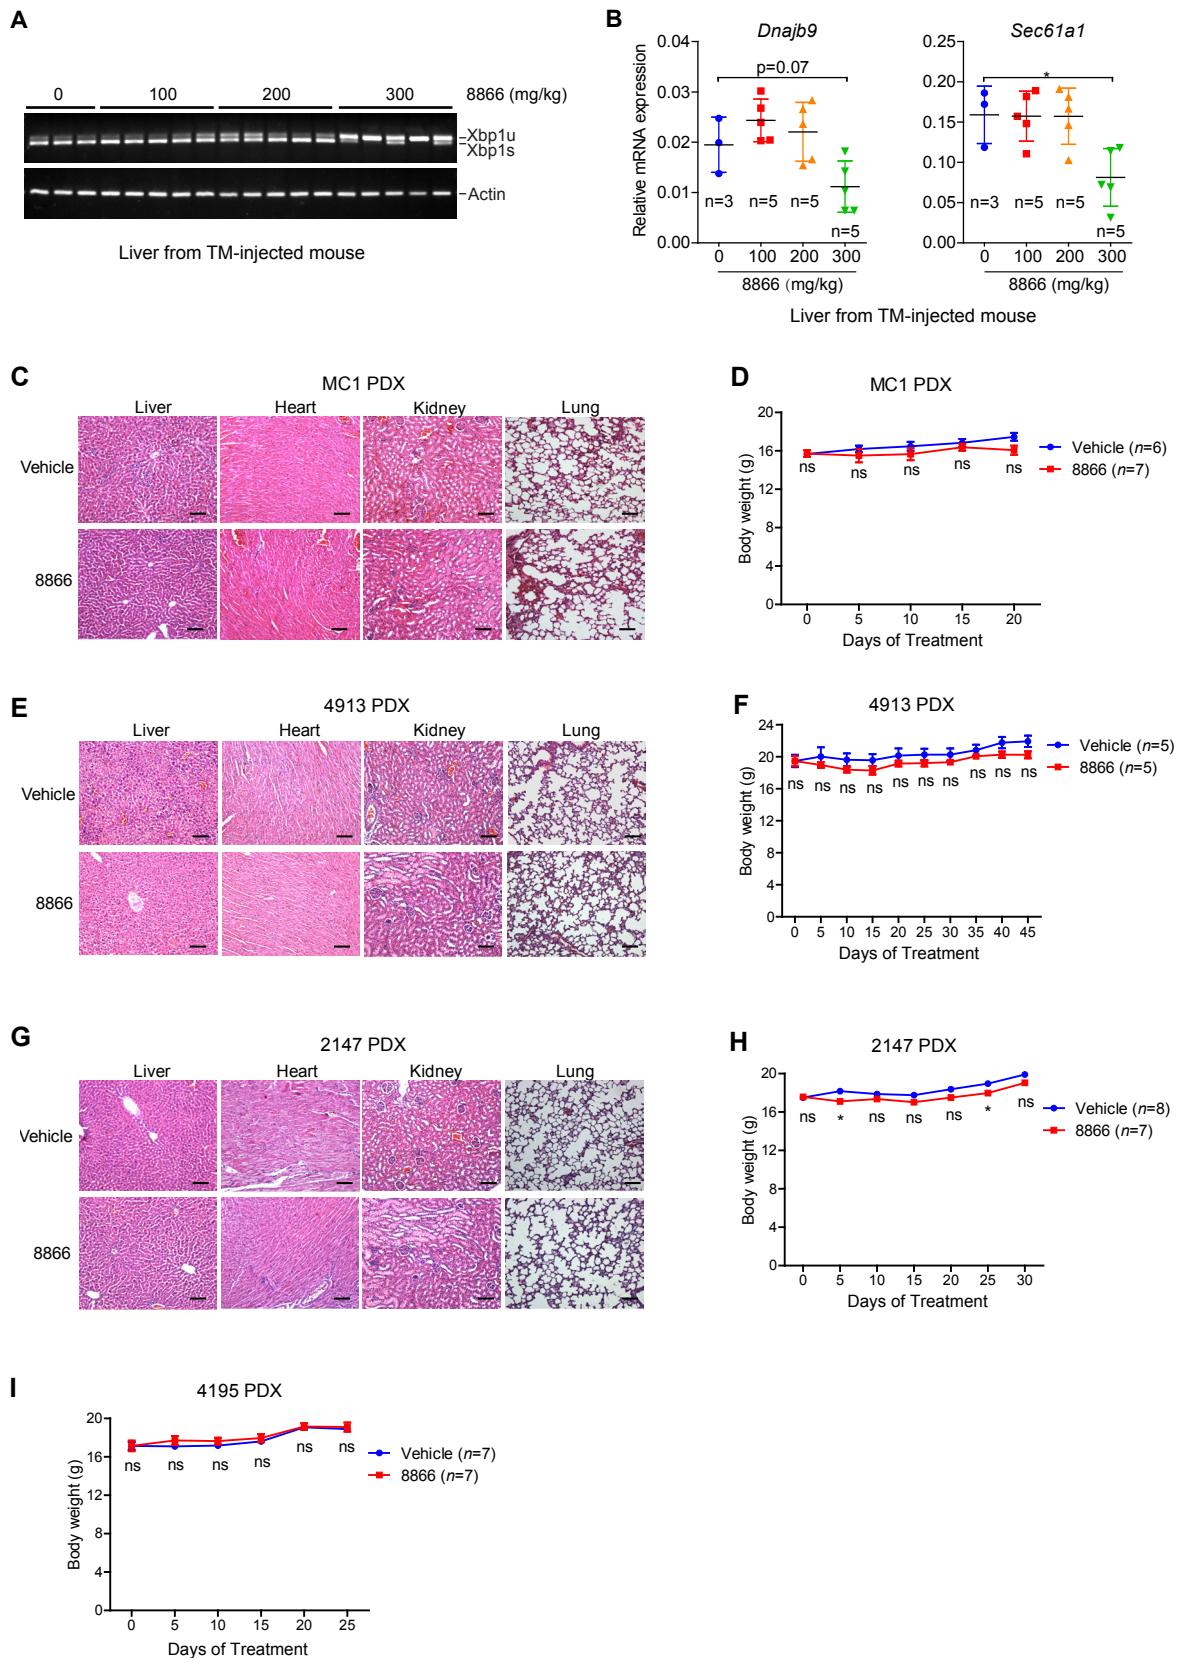 A
0 100 200 300 8866 (mg/kg)
Xbp1u
Xbp1s
Actin
Liver from TM-injected mouse
B
Dnajb9
Relative mRNA expression
0.04
0.03
0.02
0.01
0.00
p=0.07
n=3 n=5 n=5 n=5
0 100 200 300
8866 (mg/kg)
Sec61a1
0.25
0.20
0.15
0.10
0.05
0.00
*
n=3 n=5 n=5 n=5
0 100 200 300
8866 (mg/kg)
Liver from TM-injected mouse
C
MC1 PDX
Liver Heart Kidney Lung
Vehicle
8866
D
MC1 PDX
Body weight (g)
20
16
12
8
4
0
ns ns ns ns ns
0 5 10 15 20
Days of Treatment
Vehicle (n=6)
8866 (n=7)
E
4913 PDX
Liver Heart Kidney Lung
Vehicle
8866
F
4913 PDX
Body weight (g)
24
20
16
12
8
4
0
ns ns ns ns ns ns ns ns ns ns
0 5 10 15 20 25 30 35 40 45
Days of Treatment
Vehicle (n=5)
8866 (n=5)
G
2147 PDX
Liver Heart Kidney Lung
Vehicle
8866
H
2147 PDX
Body weight (g)
20
16
12
8
4
0
ns * ns ns ns * ns
0 5 10 15 20 25 30
Days of Treatment
Vehicle (n=8)
8866 (n=7)
I
4195 PDX
Body weight (g)
20
16
12
8
4
0
ns ns ns ns ns ns
0 5 10 15 20 25
Days of Treatment
Vehicle (n=7)
8866 (n=7)